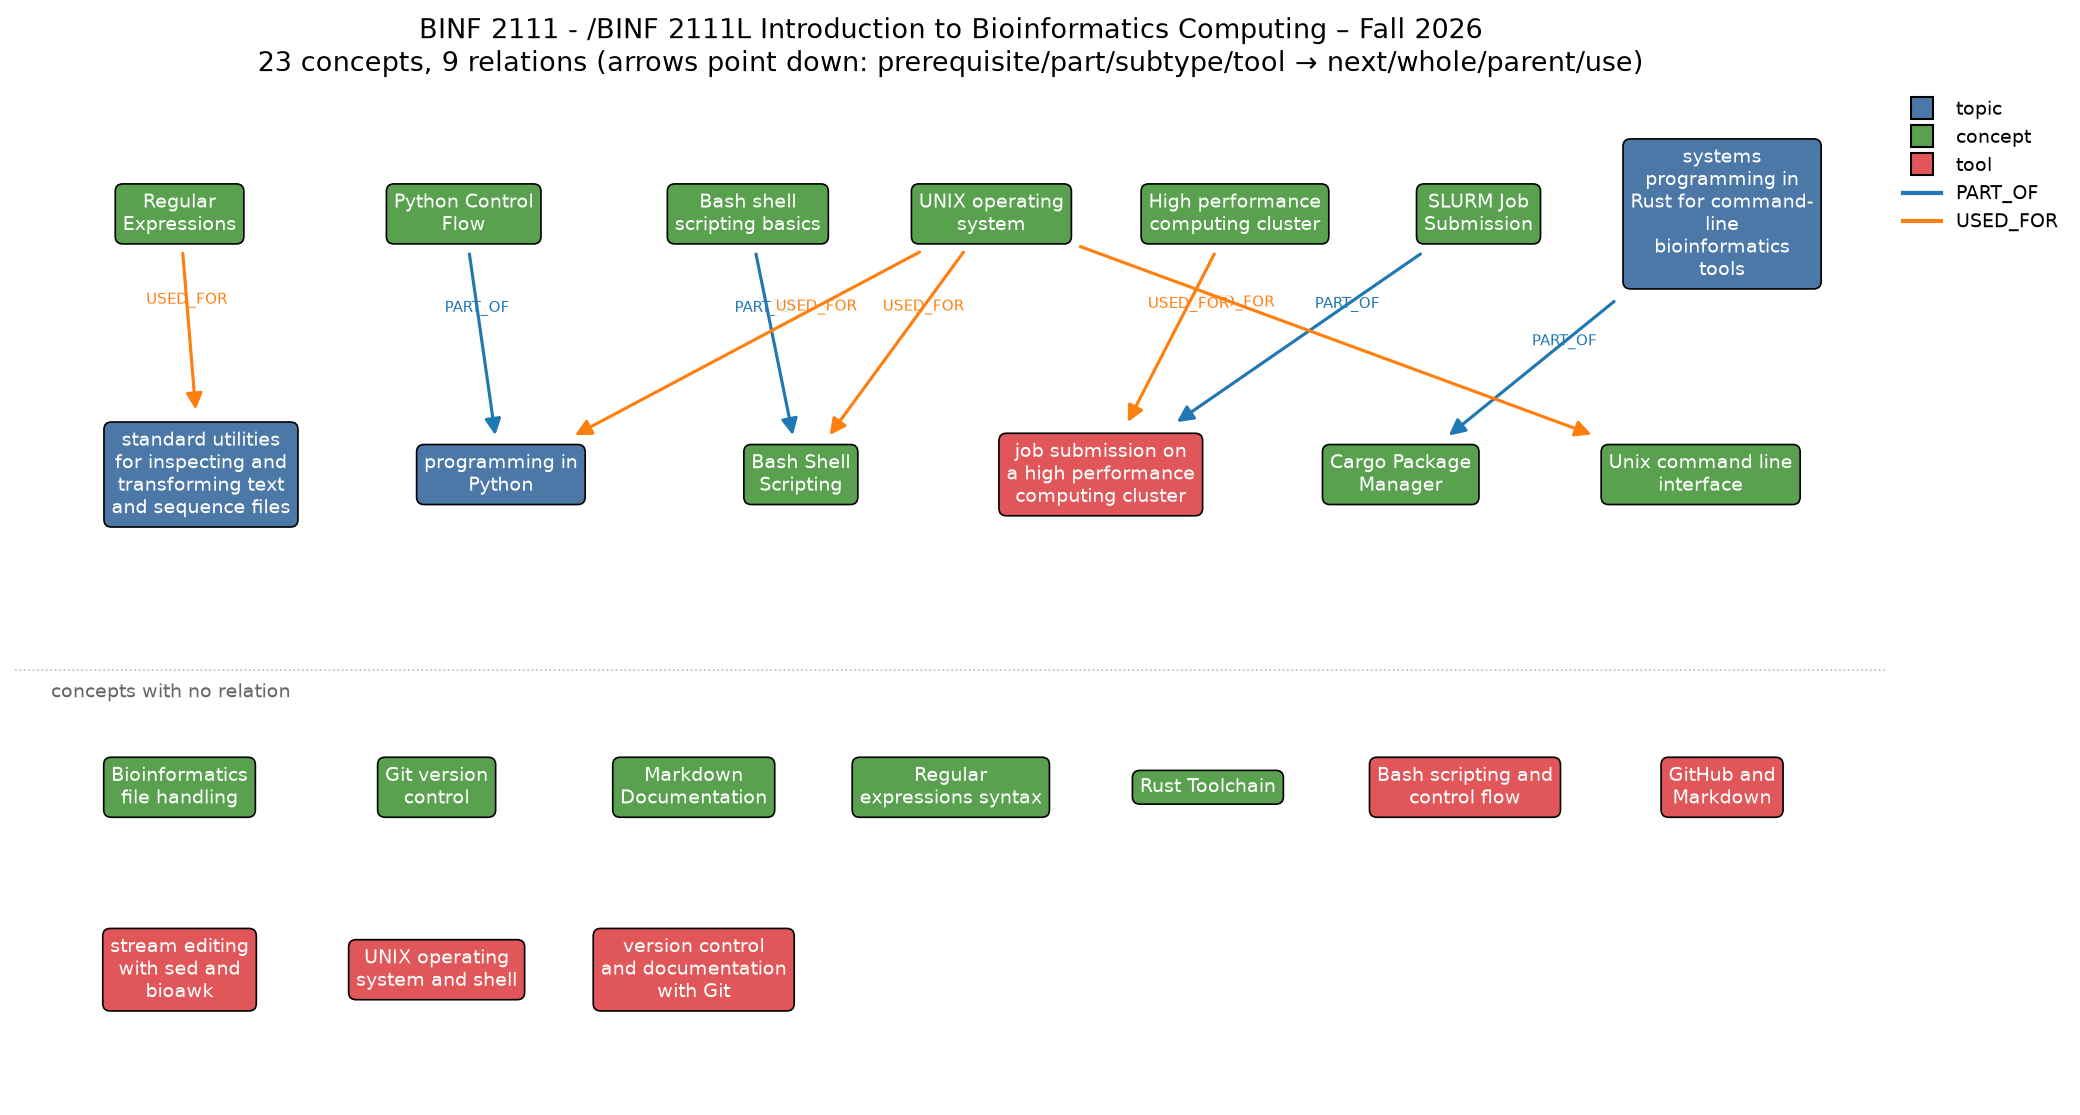 BINF 2111 - /BINF 2111L Introduction to Bioinformatics Computing – Fall 2026
23 concepts, 9 relations (arrows point down: prerequisite/part/subtype/tool → next/whole/parent/use)
topic
concept
tool
PART_OF
USED_FOR
Regular
Expressions
Python Control
Flow
Bash shell
scripting basics
UNIX operating
system
High performance
computing cluster
SLURM Job
Submission
systems
programming in
Rust for command-
line
bioinformatics
tools
USED_FOR
PART_OF
PART_
USED_FOR
USED_FOR
USED_FOR
_FOR
PART_OF
PART_OF
standard utilities
for inspecting and
transforming text
and sequence files
programming in
Python
Bash Shell
Scripting
job submission on
a high performance
computing cluster
Cargo Package
Manager
Unix command line
interface
concepts with no relation
Bioinformatics
file handling
Git version
control
Markdown
Documentation
Regular
expressions syntax
Rust Toolchain
Bash scripting and
control flow
GitHub and
Markdown
stream editing
with sed and
bioawk
UNIX operating
system and shell
version control
and documentation
with Git